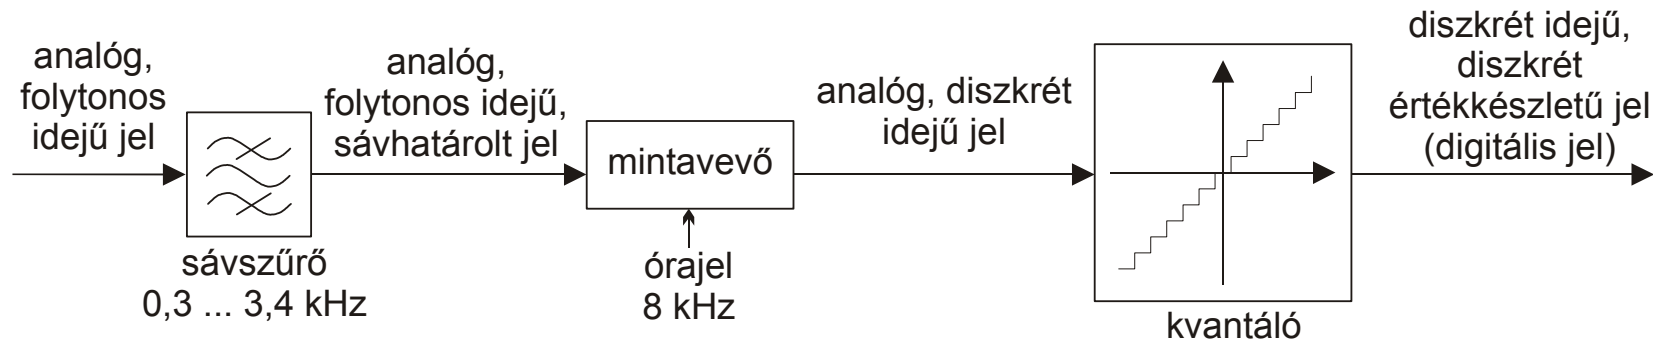 analóg,
folytonos
idejű jel
sávszűrő
0,3 ... 3,4 kHz
analóg,
folytonos idejű,
sávhatárolt jel
mintavevő
órajel
8 kHz
analóg, diszkrét
idejű jel
kvantáló
diszkrét idejű,
diszkrét
értékkészletű jel
(digitális jel)